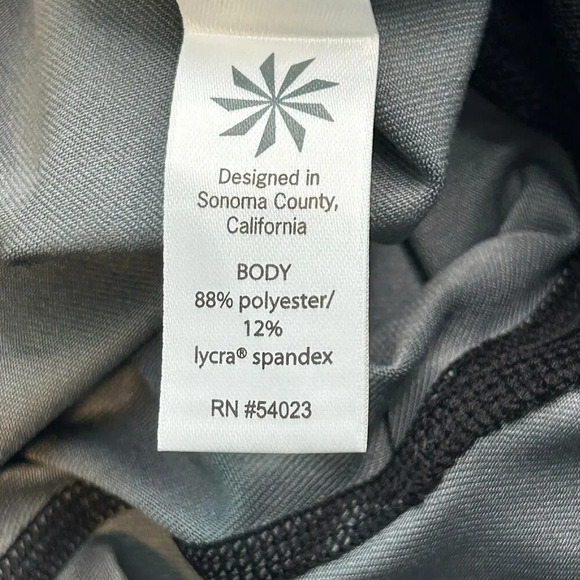 Designed in
Sonoma County,
California
BODY
88% polyester/
12%
lycra® spandex
RN #54023